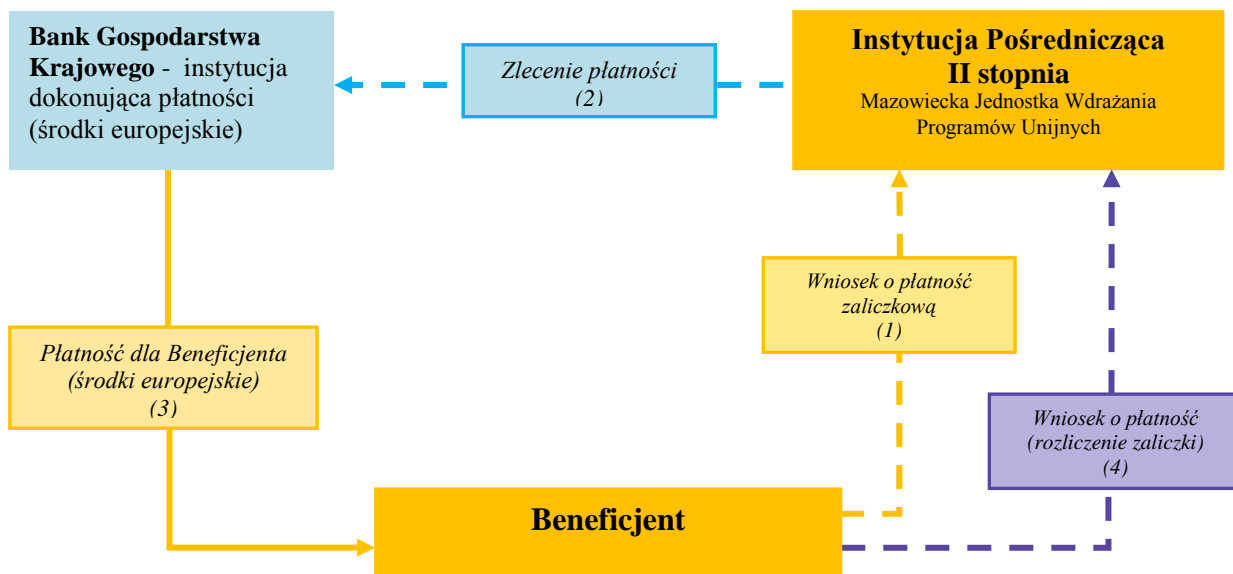 Bank Gospodarstwa
Krajowego - instytucja
dokonująca płatności
(środki europejskie)
Zlecenie płatności
(2)
Instytucja Pośrednicząca
II stopnia
Mazowiecka Jednostka Wdrażania
Programów Unijnych
Wniosek o płatność
zaliczkową
(1)
Płatność dla Beneficjenta
(środki europejskie)
(3)
Wniosek o płatność
(rozliczenie zaliczki)
(4)
Beneficjent